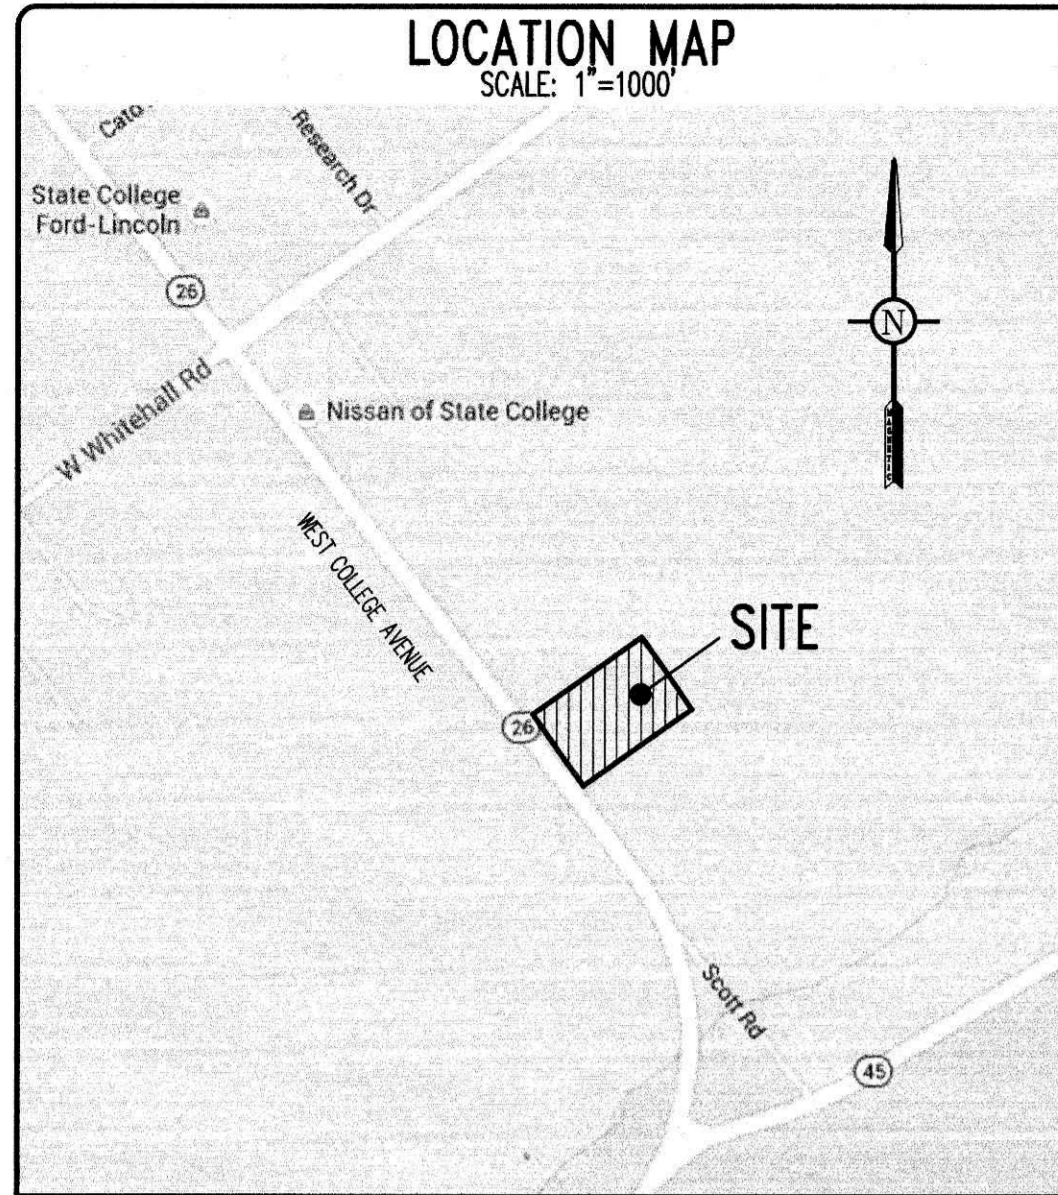 LOCATION MAP
SCALE: 1"=1000'
Cato
Research Dr
State College
Ford-Lincoln
26
W Whitehall Rd
Nissan of State College
N
WEST COLLEGE AVENUE
SITE
26
Scott Rd
45